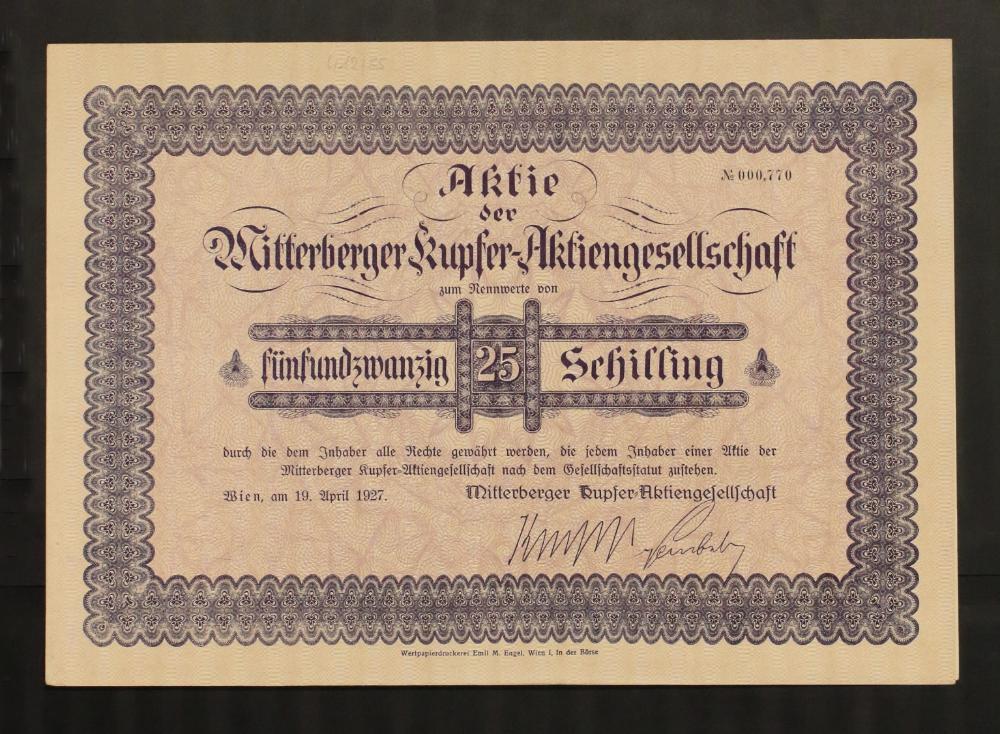 Aktie
№ 000,770
der
Mitterberger Kupfer-Aktiengesellschaft
zum Nennwerte von
fünfundzwanzig 25 Schilling
durch die dem Inhaber alle Rechte gewährt werden, die jedem Inhaber einer Aktie der
Mitterberger Kupfer-Aktiengesellschaft nach dem Gesellschaftsstatut zustehen.
Wien, am 19. April 1927. Mitterberger Kupfer-Aktiengesellschaft
Wertpapierdruckerei Emil M. Engel, Wien I, in der Börse